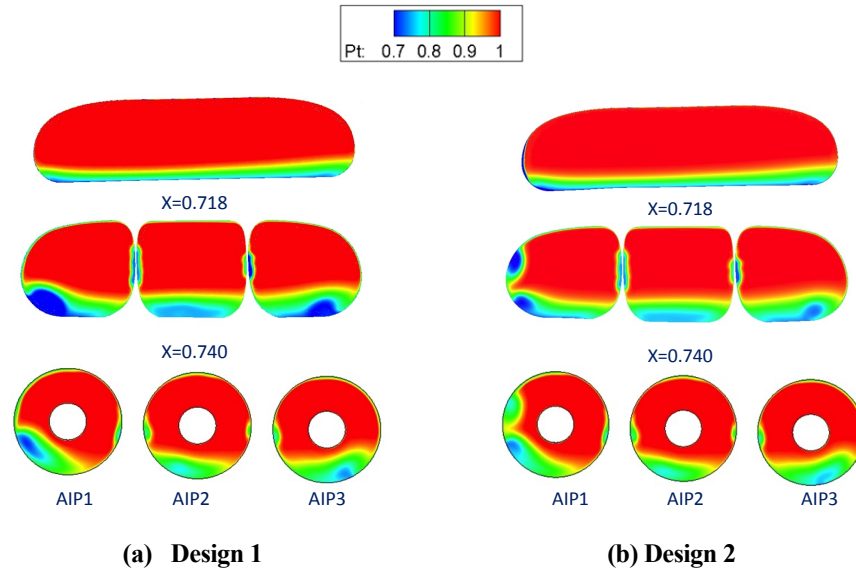 Pt: 0.7 0.8 0.9 1
X=0.718 X=0.718
X=0.740 X=0.740
AIP1 AIP2 AIP3 AIP1 AIP2 AIP3
(a) Design 1 (b) Design 2